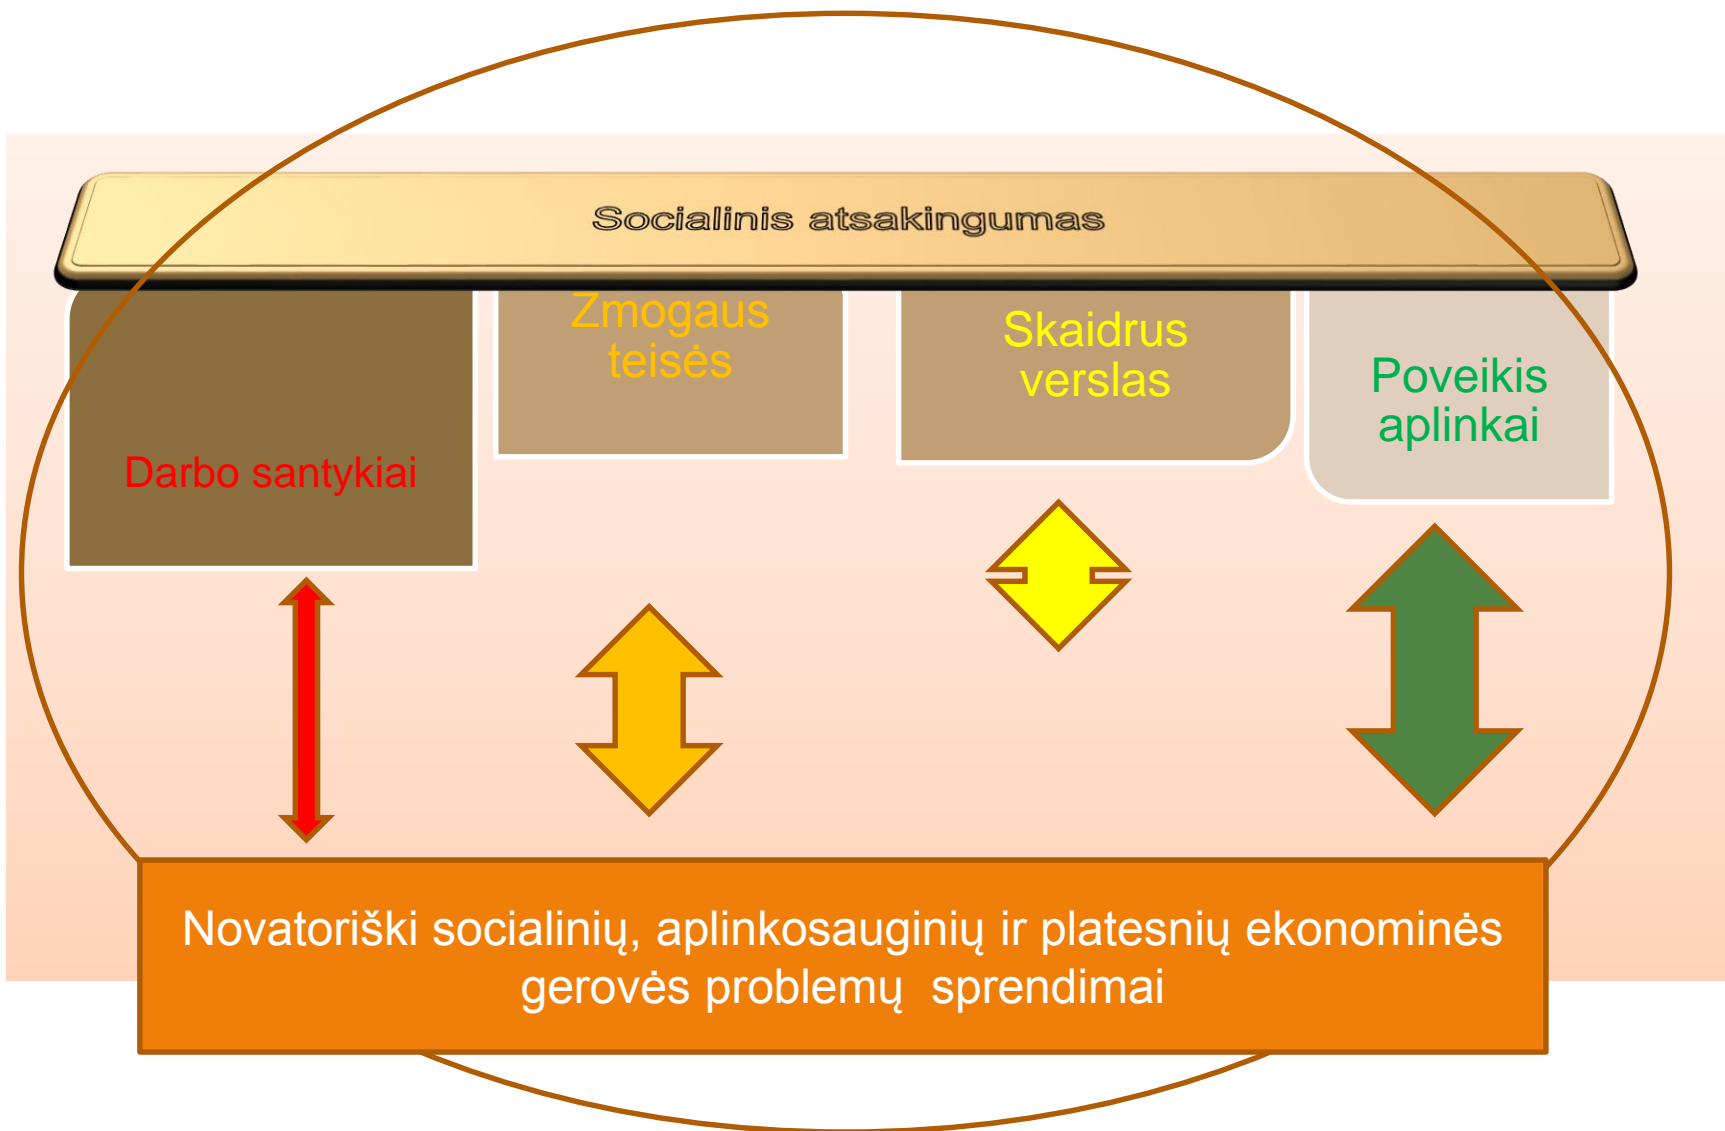 Socialinis atsakingumas
Zmogaus
teisės
Skaidrus
verslas
Poveikis
aplinkai
Darbo santykiai
Novatoriški socialinių, aplinkosauginių ir platesnių ekonominės
gerovės problemų  sprendimai